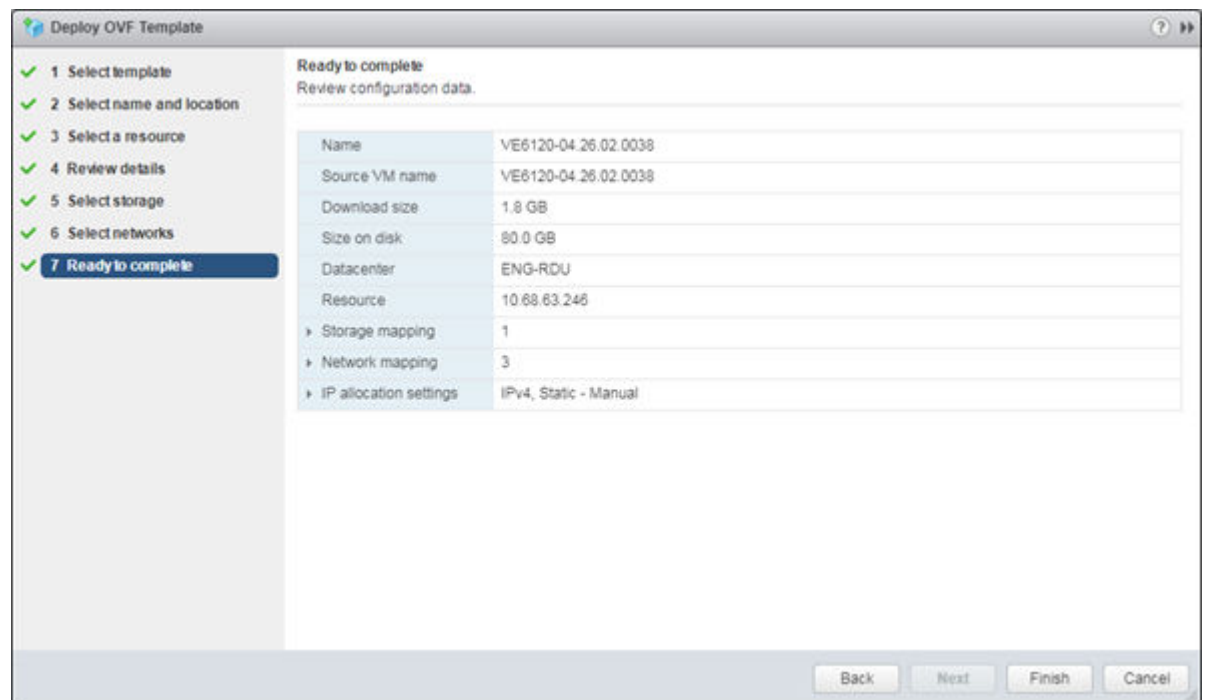 Deploy OVF Template
?
1 Select template
2 Select name and location
3 Select a resource
4 Review details
5 Select storage
6 Select networks
7 Ready to complete
Ready to complete
Review configuration data.
Name VE6120-04.26.02.0038
Source VM name VE6120-04.26.02.0038
Download size 1.8 GB
Size on disk 80.0 GB
Datacenter ENG-RDU
Resource 10.68.63.246
Storage mapping 1
Network mapping 3
IP allocation settings IPv4, Static - Manual
Back Next Finish Cancel